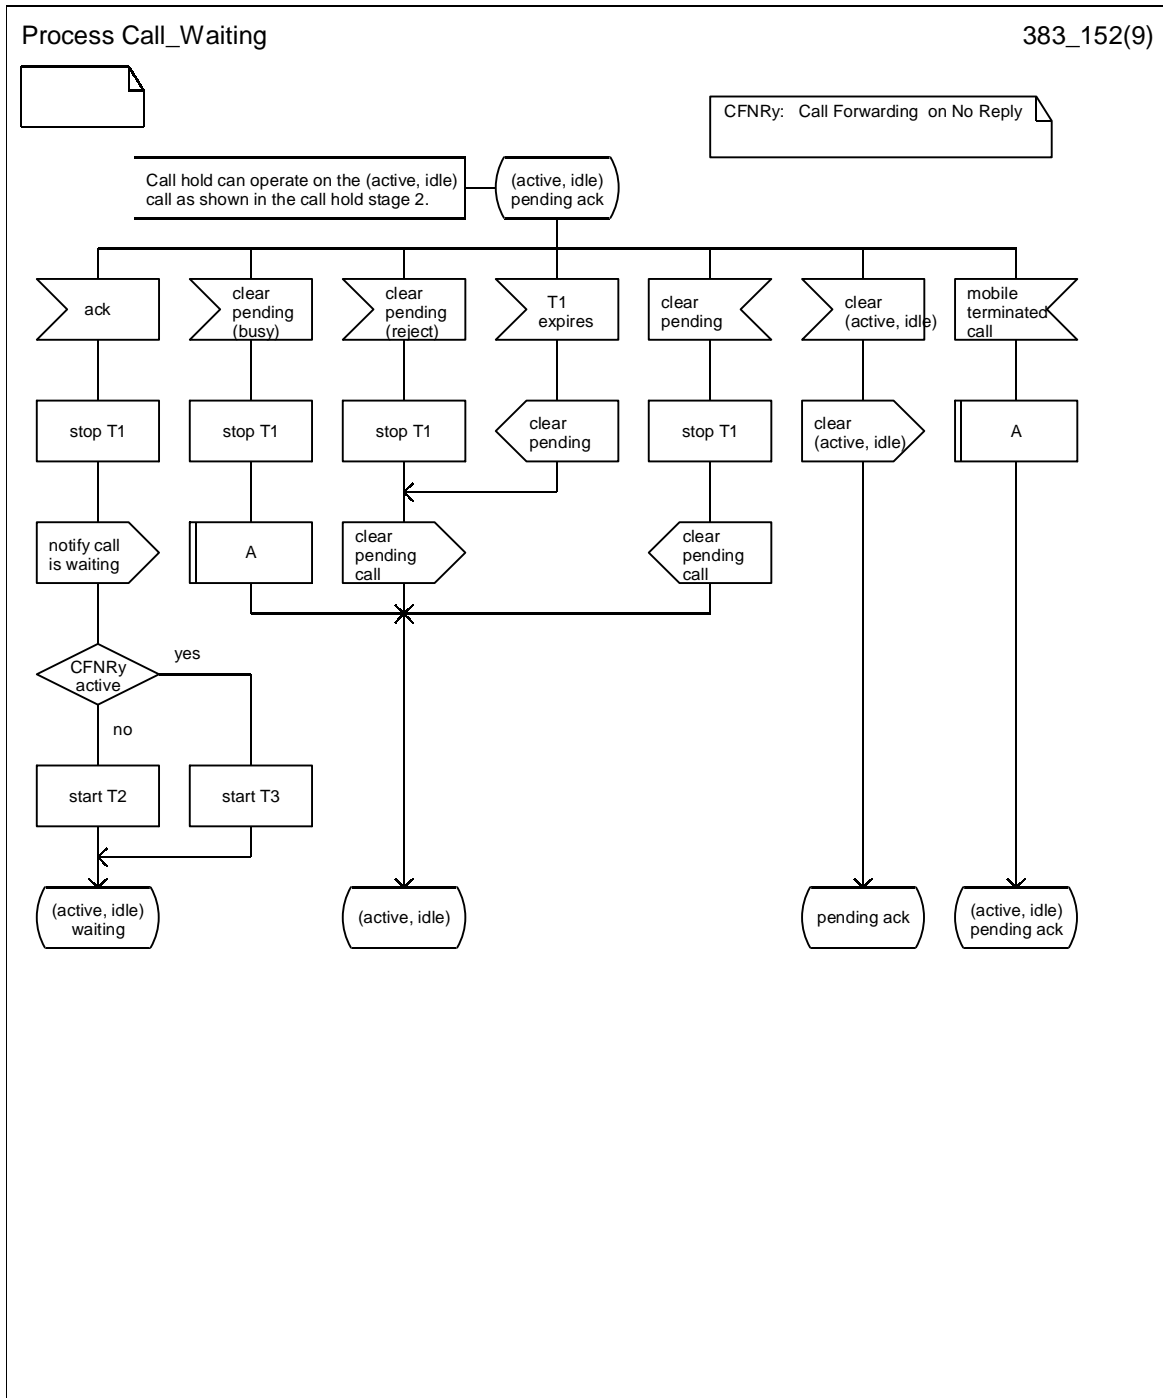 Process Call_Waiting
383_152(9)
CFNRy: Call Forwarding on No Reply
Call hold can operate on the (active, idle)
call as shown in the call hold stage 2.
(active, idle)
pending ack
ack
clear
pending
(busy)
clear
pending
(reject)
T1
expires
clear
pending
clear
(active, idle)
mobile
terminated
call
stop T1
stop T1
stop T1
clear
pending
stop T1
clear
(active, idle)
A
notify call
is waiting
A
clear
pending
call
clear
pending
call
CFNRy
active
yes
no
start T2
start T3
(active, idle)
waiting
(active, idle)
pending ack
(active, idle)
pending ack